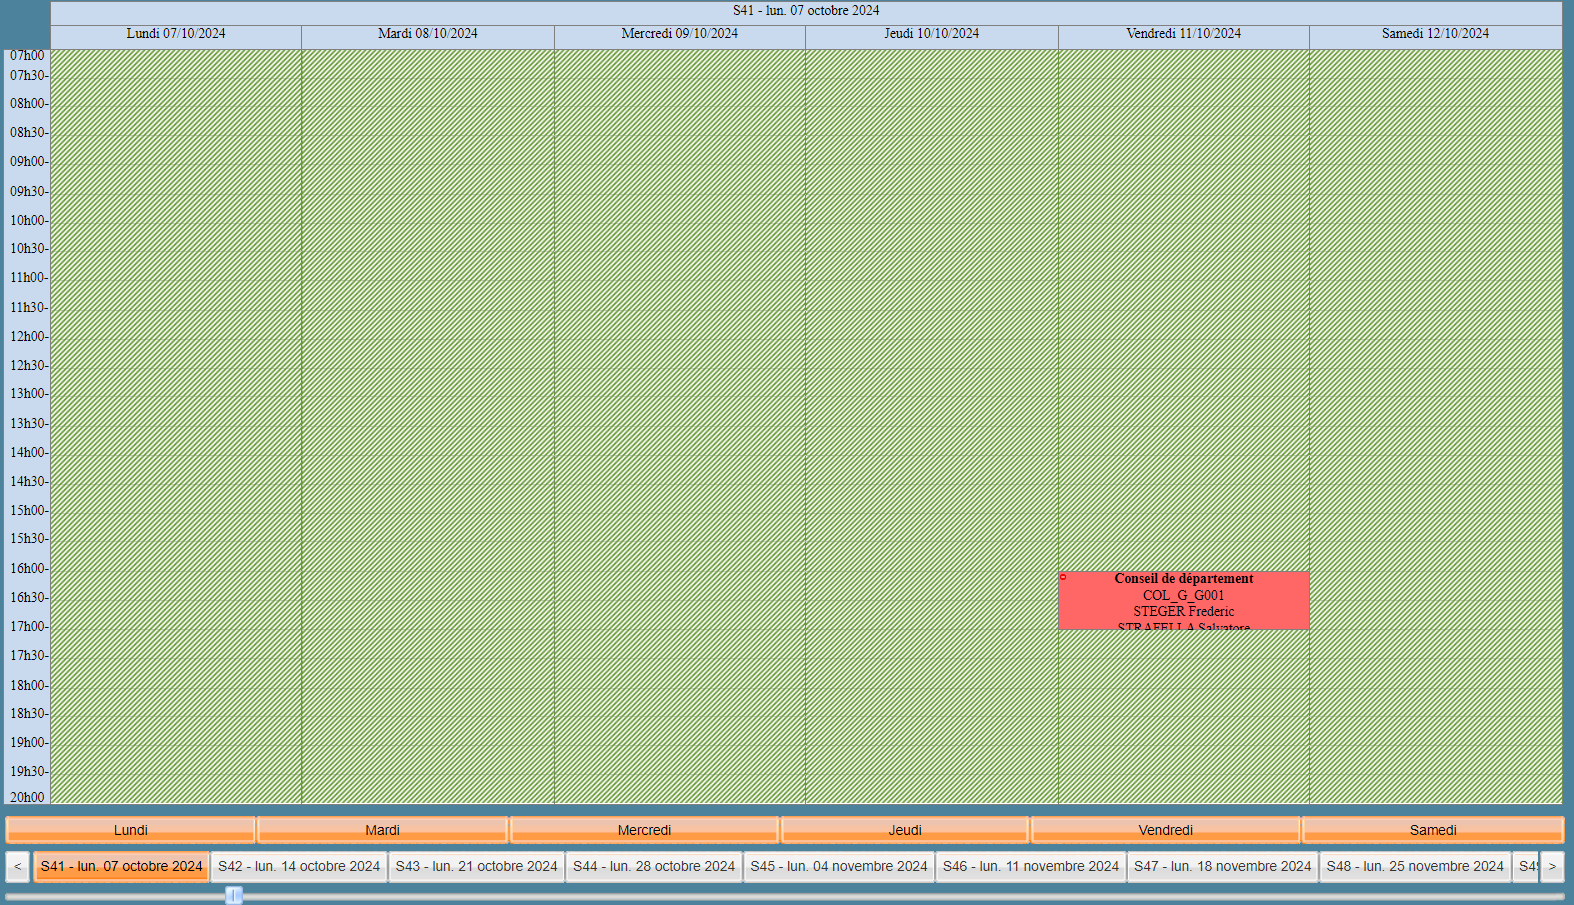 S41 - lun. 07 octobre 2024
Lundi 07/10/2024 Mardi 08/10/2024 Mercredi 09/10/2024 Jeudi 10/10/2024 Vendredi 11/10/2024 Samedi 12/10/2024
07h00
07h30-
08h00-
08h30-
09h00-
09h30-
10h00-
10h30-
11h00-
11h30-
12h00-
12h30-
13h00-
13h30-
14h00-
14h30-
15h00-
15h30-
16h00-
16h30-
17h00-
17h30-
18h00-
18h30-
19h00-
19h30-
20h00
Conseil de département
COL_G_G001
STEGER Frederic
STRAFELLA Salvatore
Lundi Mardi Mercredi Jeudi Vendredi Samedi
< S41 - lun. 07 octobre 2024 S42 - lun. 14 octobre 2024 S43 - lun. 21 octobre 2024 S44 - lun. 28 octobre 2024 S45 - lun. 04 novembre 2024 S46 - lun. 11 novembre 2024 S47 - lun. 18 novembre 2024 S48 - lun. 25 novembre 2024 >